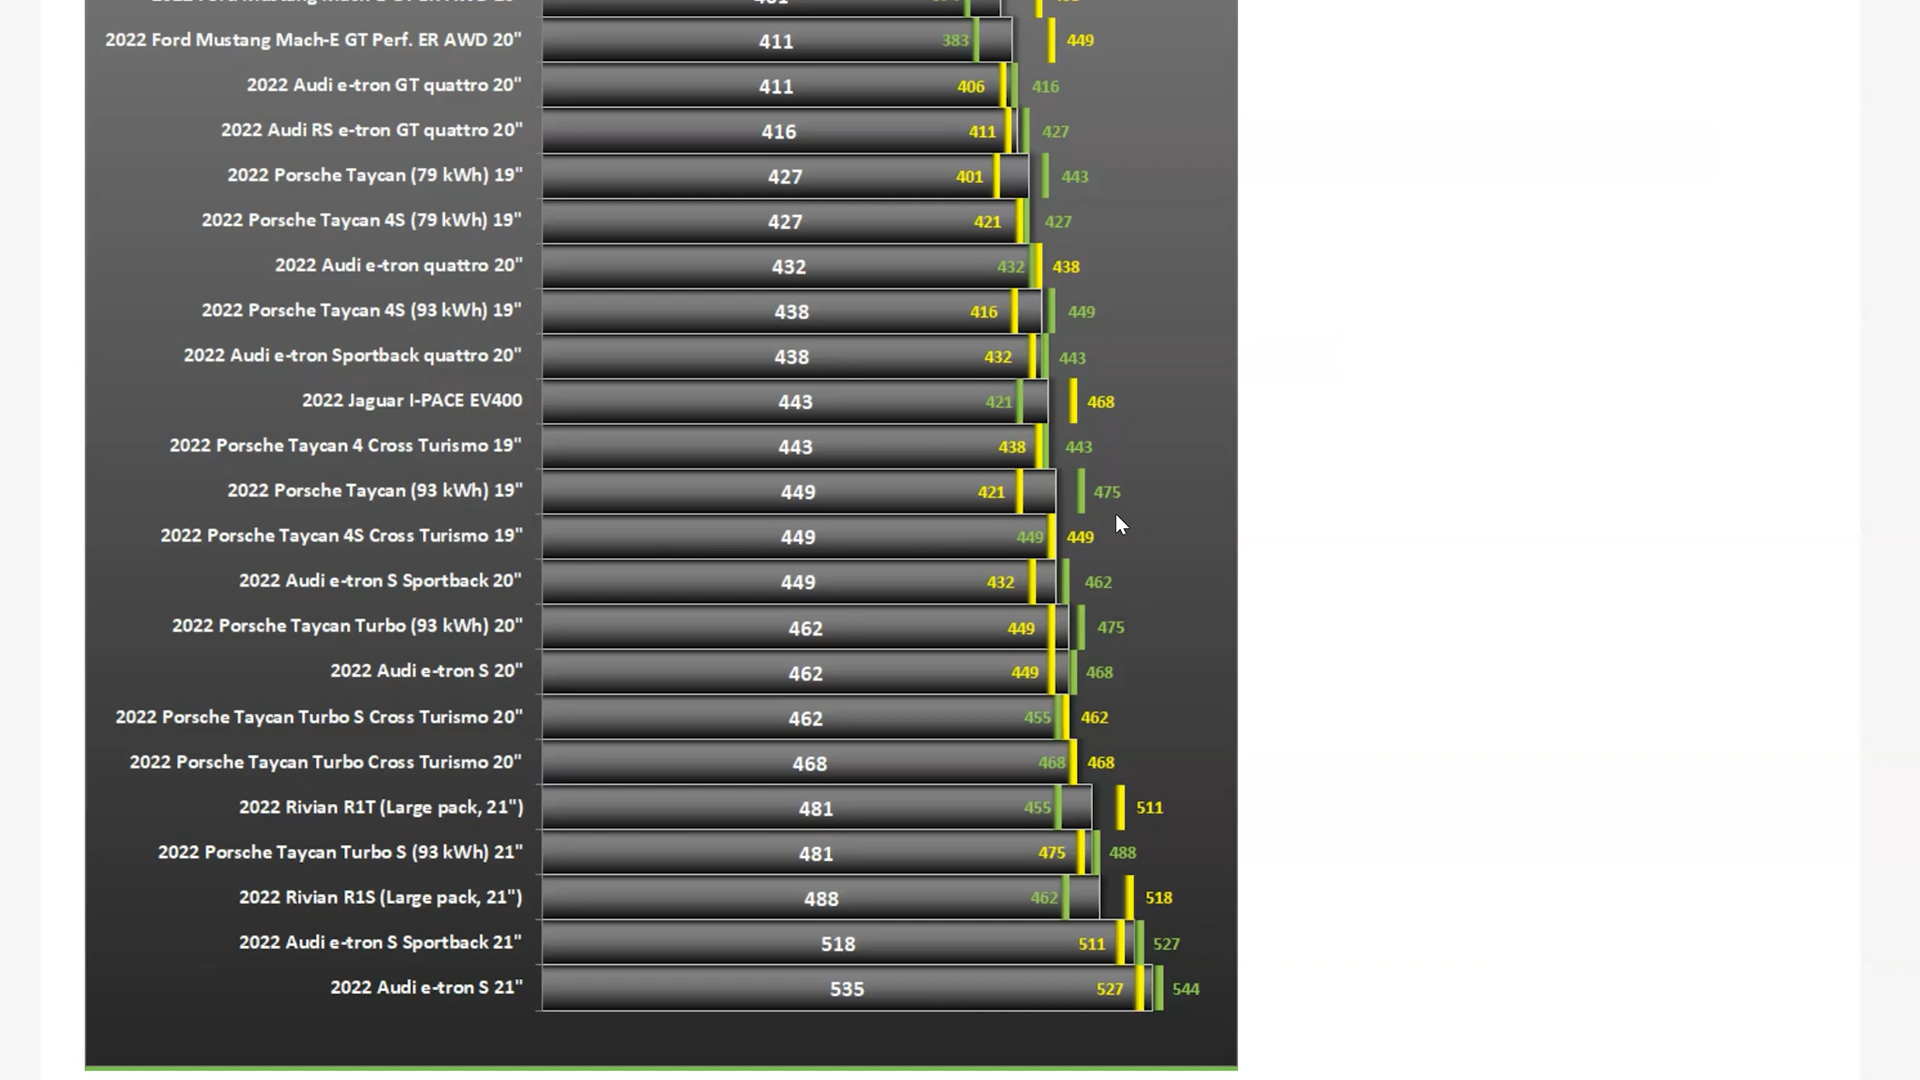 2022 Ford Mustang Mach-E GT Perf. ER AWD 20" 411 383 449
2022 Audi e-tron GT quattro 20" 411 406 416
2022 Audi RS e-tron GT quattro 20" 416 411 427
2022 Porsche Taycan (79 kWh) 19" 427 401 443
2022 Porsche Taycan 4S (79 kWh) 19" 427 421 427
2022 Audi e-tron quattro 20" 432 432 438
2022 Porsche Taycan 4S (93 kWh) 19" 438 416 449
2022 Audi e-tron Sportback quattro 20" 438 432 443
2022 Jaguar I-PACE EV400 443 421 468
2022 Porsche Taycan 4 Cross Turismo 19" 443 438 443
2022 Porsche Taycan (93 kWh) 19" 449 421 475
2022 Porsche Taycan 4S Cross Turismo 19" 449 449 449
2022 Audi e-tron S Sportback 20" 449 432 462
2022 Porsche Taycan Turbo (93 kWh) 20" 462 449 475
2022 Audi e-tron S 20" 462 449 468
2022 Porsche Taycan Turbo S Cross Turismo 20" 462 455 462
2022 Porsche Taycan Turbo Cross Turismo 20" 468 468 468
2022 Rivian R1T (Large pack, 21") 481 455 511
2022 Porsche Taycan Turbo S (93 kWh) 21" 481 475 488
2022 Rivian R1S (Large pack, 21") 488 462 518
2022 Audi e-tron S Sportback 21" 518 511 527
2022 Audi e-tron S 21" 535 527 544